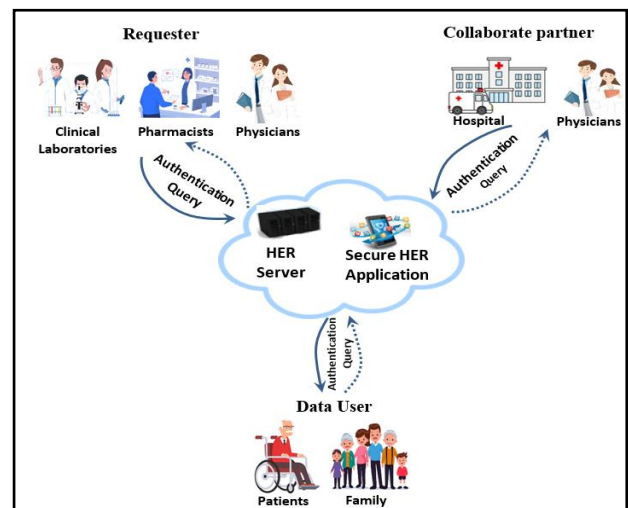 Requester
Collaborate partner
Clinical
Laboratories
Pharmacists
Physicians
Hospital
Physicians
Authentication
Query
Authentication
Query
HER
Server
Secure HER
Application
Authentication
Query
Data User
Patients
Family